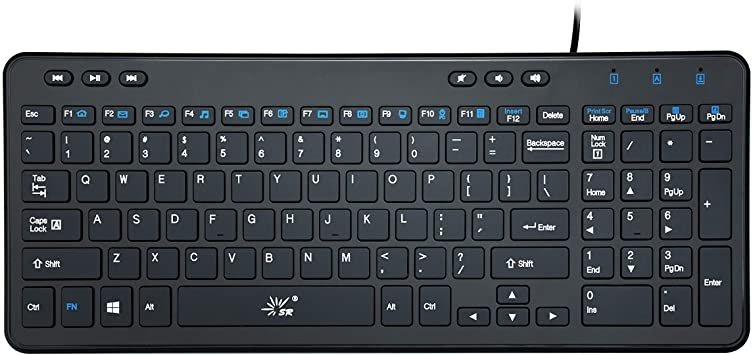 1 A
Esc F1 F2 F3 F4 F5 F6 F7 F8 F9 F10 F11 Insert F12 Delete Print Scr Home Pause/B End PgUp PgDn
~ ` ! 1 @ 2 # 3 $ 4 % 5 ^ 6 & 7 * 8 ( 9 ) 0 _ - + = Backspace Num Lock 1 / * -
Tab Q W E R T Y U I O P { [ } ] | \ 7 Home 8 9 PgUp +
Caps Lock A A S D F G H J K L : ; " ' Enter 4 5 6
Shift Z X C V B N M < , > . ? / Shift 1 End 2 3 PgDn Enter
Ctrl FN Alt SR ® Alt Ctrl 0 Ins . Del